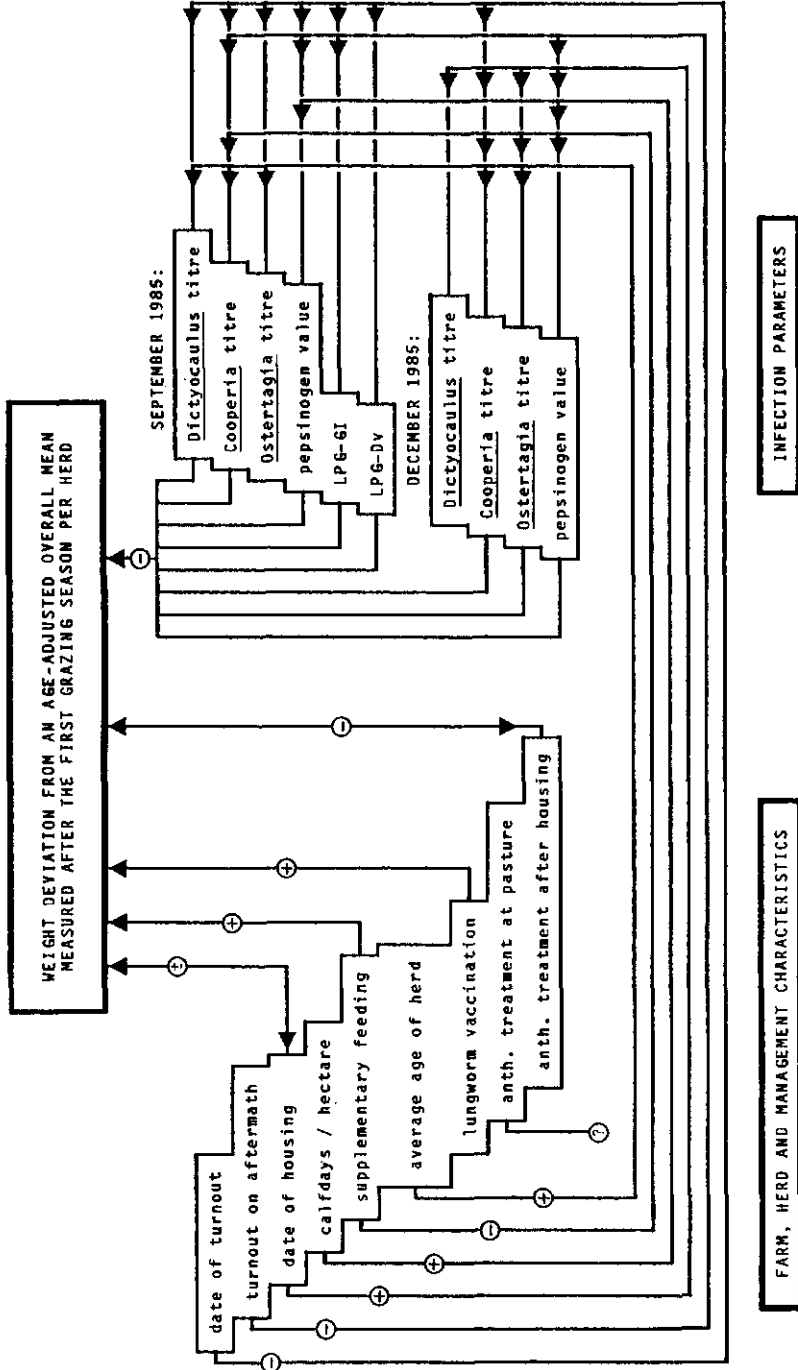 WEIGHT DEVIATION FROM AN AGE-ADJUSTED OVERALL MEAN
MEASURED AFTER THE FIRST GRAZING SEASON PER HERD
date of turnout
turnout on aftermath
date of housing
calfdays / hectare
supplementary feeding
average age of herd
lungworm vaccination
anth. treatment at pasture
anth. treatment after housing
SEPTEMBER 1985:
Dictyocaulus titre
Cooperia titre
Ostertagia titre
pepsinogen value
LPG-GI
LPG-Dv
DECEMBER 1985:
Dictyocaulus titre
Cooperia titre
Ostertagia titre
pepsinogen value
±
+
+
-
-
-
-
+
+
-
+
?
FARM, HERD AND MANAGEMENT CHARACTERISTICS
INFECTION PARAMETERS